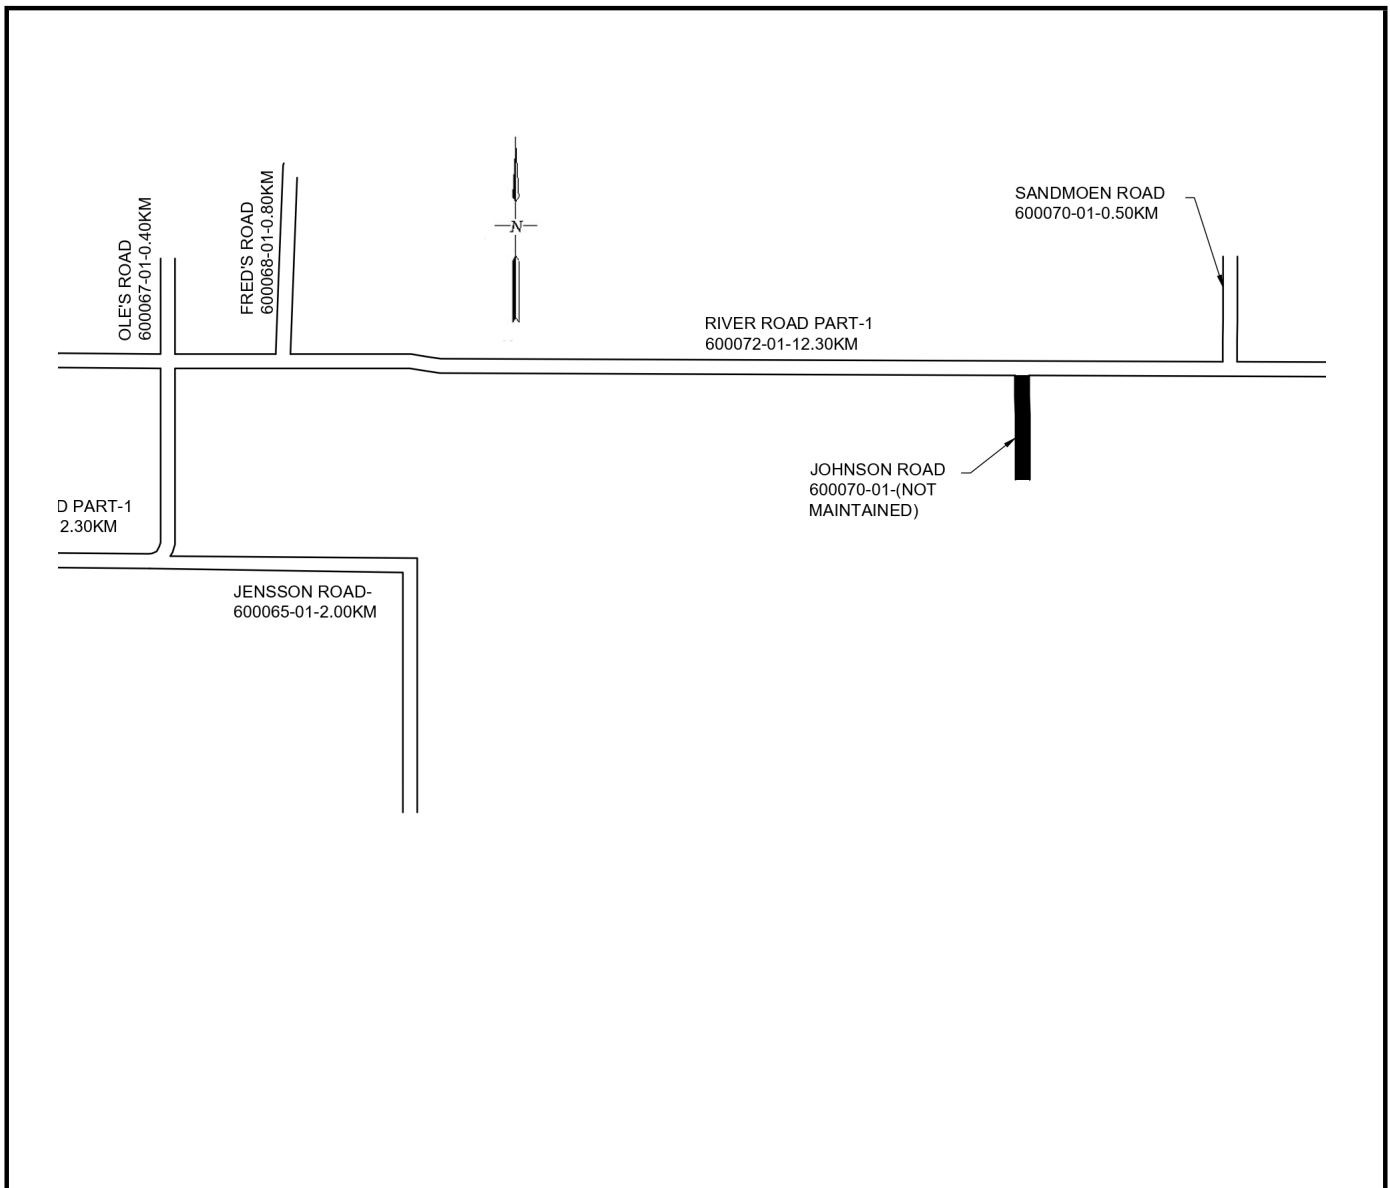 OLE'S ROAD
600067-01-0.40KM
FRED'S ROAD
600068-01-0.80KM
N
SANDMOEN ROAD
600070-01-0.50KM
RIVER ROAD PART-1
600072-01-12.30KM
JOHNSON ROAD
600070-01-(NOT
MAINTAINED)
D PART-1
2.30KM
JENSSON ROAD-
600065-01-2.00KM